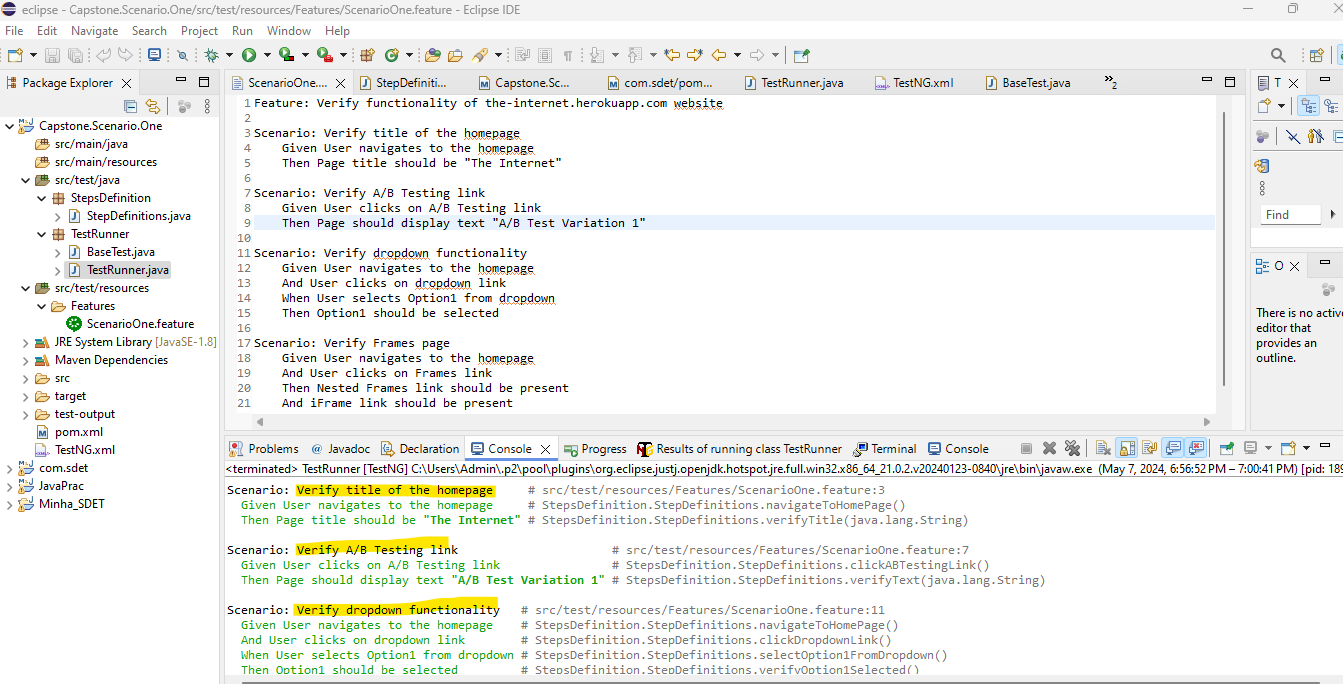 eclipse - Capstone.Scenario.One/src/test/resources/Features/ScenarioOne.feature - Eclipse IDE
File Edit Navigate Search Project Run Window Help
Package Explorer
Capstone.Scenario.One
src/main/java
src/main/resources
src/test/java
StepsDefinition
StepDefinitions.java
TestRunner
BaseTest.java
TestRunner.java
src/test/resources
Features
ScenarioOne.feature
JRE System Library [JavaSE-1.8]
Maven Dependencies
src
target
test-output
pom.xml
TestNG.xml
com.sdet
JavaPrac
Minha_SDET
ScenarioOne.... StepDefiniti... Capstone.Sc... com.sdet/pom... TestRunner.java TestNG.xml BaseTest.java »2
1 Feature: Verify functionality of the-internet.herokuapp.com website
2
3 Scenario: Verify title of the homepage
4 Given User navigates to the homepage
5 Then Page title should be "The Internet"
6
7 Scenario: Verify A/B Testing link
8 Given User clicks on A/B Testing link
9 Then Page should display text "A/B Test Variation 1"
10
11 Scenario: Verify dropdown functionality
12 Given User navigates to the homepage
13 And User clicks on dropdown link
14 When User selects Option1 from dropdown
15 Then Option1 should be selected
16
17 Scenario: Verify Frames page
18 Given User navigates to the homepage
19 And User clicks on Frames link
20 Then Nested Frames link should be present
21 And iFrame link should be present
T
Find
O
There is no active
editor that
provides an
outline.
Problems @ Javadoc Declaration Console Progress Results of running class TestRunner Terminal Console
<terminated> TestRunner [TestNG] C:\Users\Admin\.p2\pool\plugins\org.eclipse.justj.openjdk.hotspot.jre.full.win32.x86_64_21.0.2.v20240123-0840\jre\bin\javaw.exe (May 7, 2024, 6:56:52 PM – 7:00:41 PM) [pid: 189
Scenario: Verify title of the homepage # src/test/resources/Features/ScenarioOne.feature:3
Given User navigates to the homepage # StepsDefinition.StepDefinitions.navigateToHomePage()
Then Page title should be "The Internet" # StepsDefinition.StepDefinitions.verifyTitle(java.lang.String)
Scenario: Verify A/B Testing link # src/test/resources/Features/ScenarioOne.feature:7
Given User clicks on A/B Testing link # StepsDefinition.StepDefinitions.clickABTestingLink()
Then Page should display text "A/B Test Variation 1" # StepsDefinition.StepDefinitions.verifyText(java.lang.String)
Scenario: Verify dropdown functionality # src/test/resources/Features/ScenarioOne.feature:11
Given User navigates to the homepage # StepsDefinition.StepDefinitions.navigateToHomePage()
And User clicks on dropdown link # StepsDefinition.StepDefinitions.clickDropdownLink()
When User selects Option1 from dropdown # StepsDefinition.StepDefinitions.selectOption1FromDropdown()
Then Option1 should be selected # StepsDefinition.StepDefinitions.verifyOption1Selected()